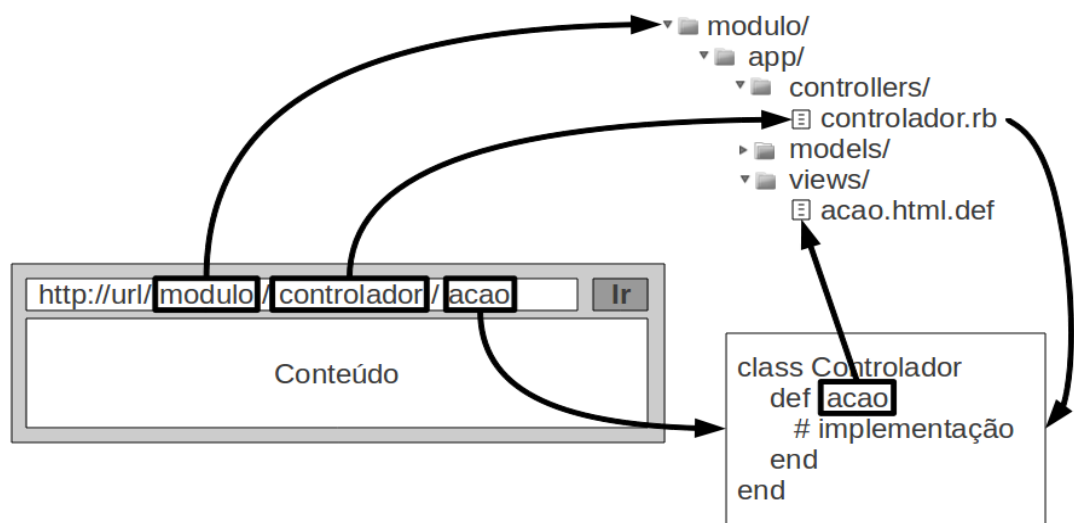 modulo/
app/
controllers/
controlador.rb
models/
views/
acao.html.def
http://url/ modulo / controlador / acao
Ir
Conteúdo
class Controlador
def acao
# implementação
end
end